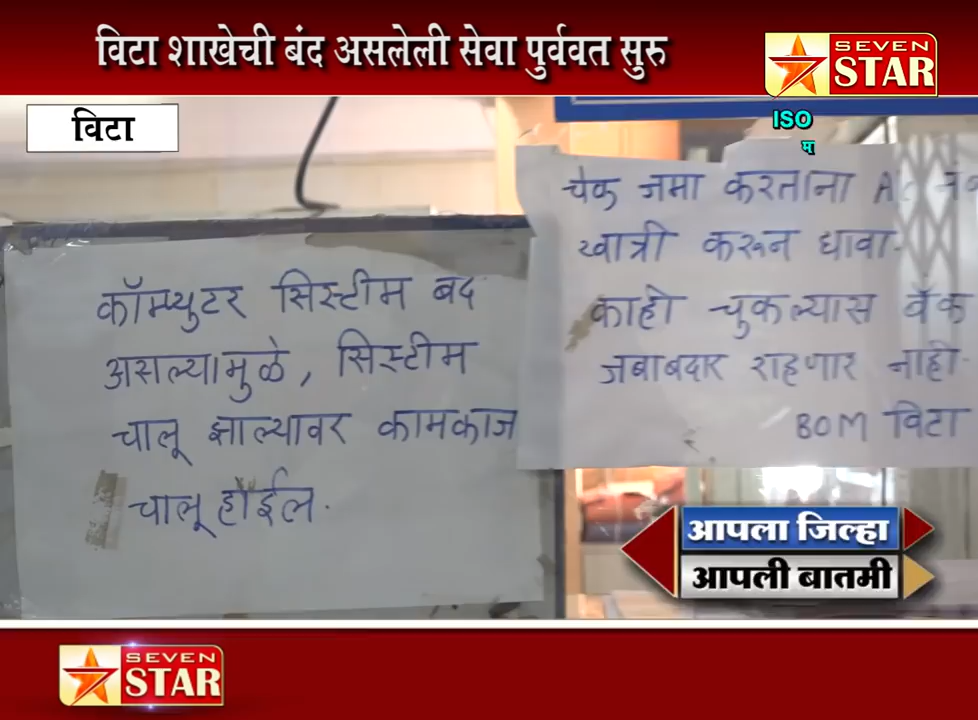 विटा शाखेची बंद असलेली सेवा पुर्ववत सुरु
SEVEN
STAR
विटा
ISO
म
कॉम्प्युटर सिस्टीम बंद
असल्यामुळे, सिस्टीम
चालू झाल्यावर कामकाज
चालू होईल.
चेक जमा करताना A/c नं
खात्री करून धावा.
काही चुकल्यास बँक
जबाबदार राहणार नाही.
BOM विटा
आपला जिल्हा
आपली बातमी
SEVEN
STAR